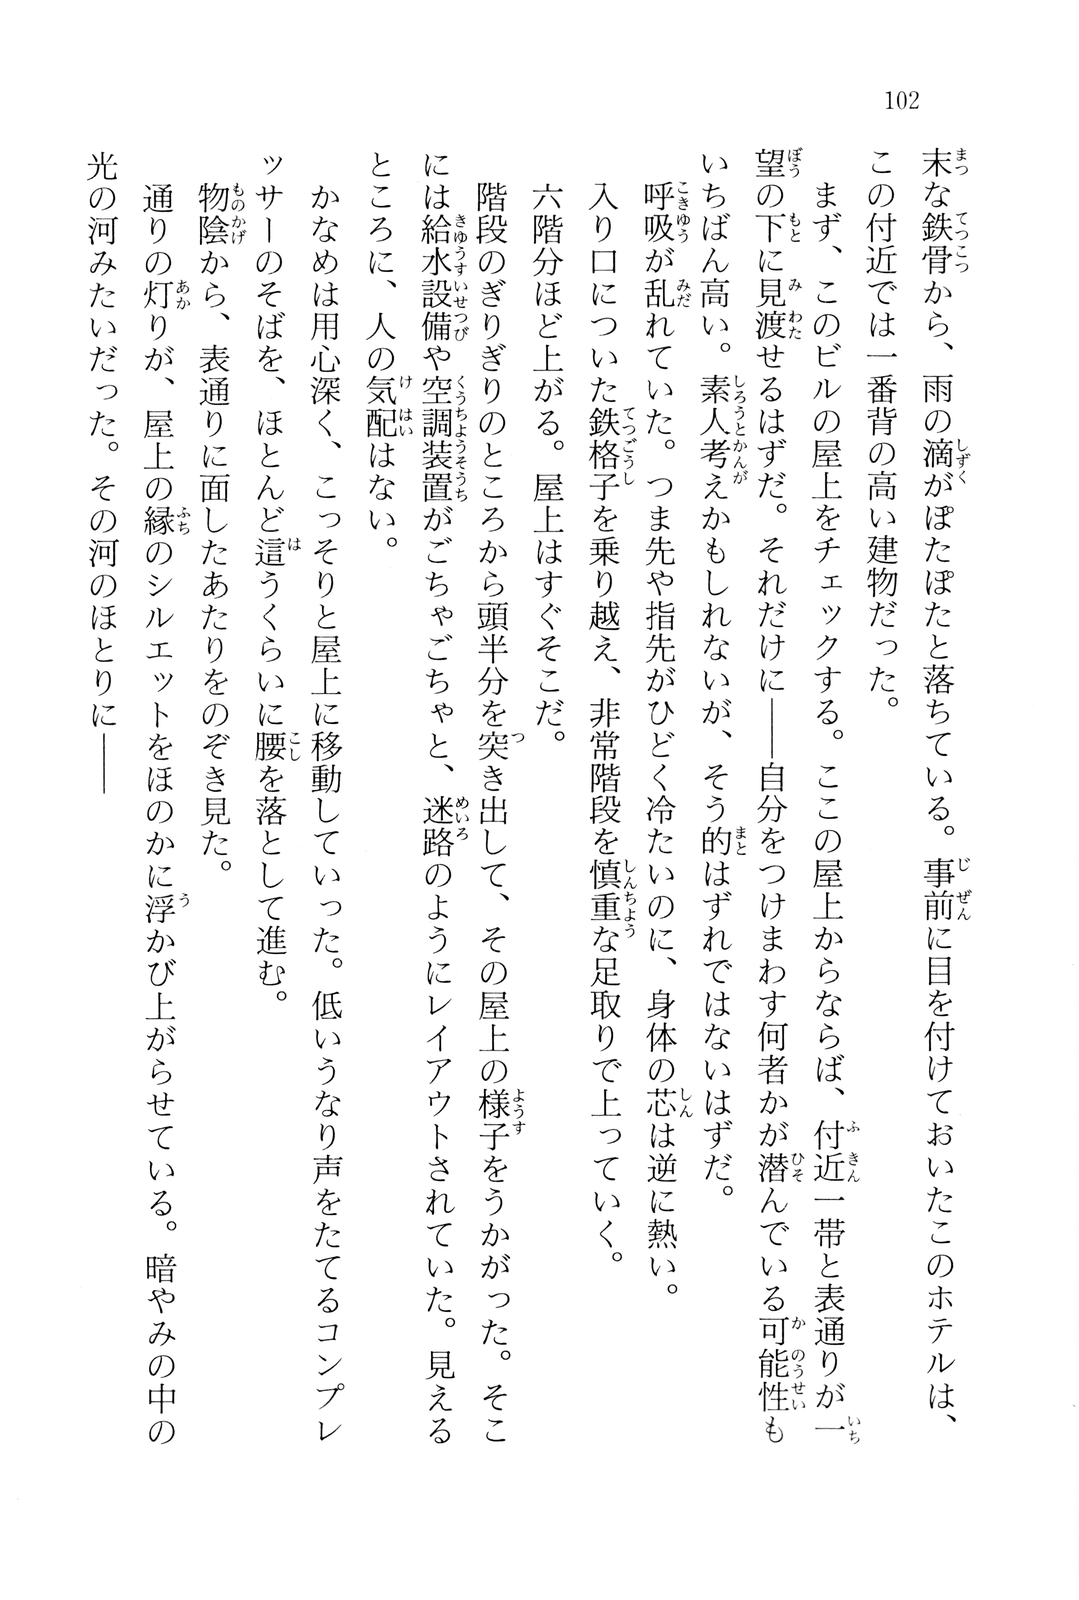 102
末な鉄骨から、雨の滴がぽたぽたと落ちている。事前に目を付けておいたこのホテルは、
この付近では一番背の高い建物だった。
まず、このビルの屋上をチェックする。ここの屋上からならば、付近一帯と表通りが一
望の下に見渡せるはずだ。それだけに――自分をつけまわす何者かが潜んでいる可能性も
いちばん高い。素人考えかもしれないが、そう的はずれではないはずだ。
呼吸が乱れていた。つま先や指先がひどく冷たいのに、身体の芯は逆に熱い。
入り口についた鉄格子を乗り越え、非常階段を慎重な足取りで上っていく。
六階分ほど上がる。屋上はすぐそこだ。
階段のぎりぎりのところから頭半分を突き出して、その屋上の様子をうかがった。そこ
には給水設備や空調装置がごちゃごちゃと、迷路のようにレイアウトされていた。見える
ところに、人の気配はない。
かなめは用心深く、こっそりと屋上に移動していった。低いうなり声をたてるコンプレ
ッサーのそばを、ほとんど這うくらいに腰を落として進む。
物陰から、表通りに面したあたりをのぞき見た。
通りの灯りが、屋上の縁のシルエットをほのかに浮かび上がらせている。暗やみの中の
光の河みたいだった。その河のほとりに――